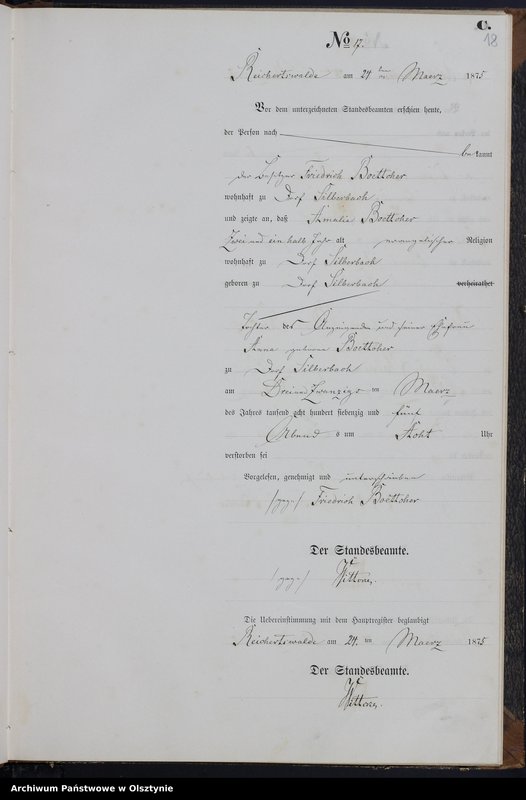 C.
18
No 17.
Reichertswalde am 24 ten Maerz 1875
Vor dem unterzeichneten Standesbeamten erschien heute,
der Person nach
bekannt
der Besitzer Friedrich Boettcher
wohnhaft zu Dorf Silberbach
und zeigte an, daß Amalie Boettcher
Zwei und ein halb Jahr alt evangelischer Religion
wohnhaft zu Dorf Silberbach
geboren zu Dorf Silberbach verheirathet
Tochter des Anzeigenden und seiner Ehefrau
Anna geborene Boettcher
zu Dorf Silberbach
am Dreiundzwanzigs ten Maerz
des Jahres tausend acht hundert siebenzig und fünf
Abend s um Acht Uhr
verstorben sei
Vorgelesen, genehmigt und unterschrieben
/gez./ Friedrich Boettcher
Der Standesbeamte.
/gez./
Die Uebereinstimmung mit dem Hauptregister beglaubigt
Reichertswalde am 24. ten Maerz 1875
Der Standesbeamte.
Archiwum Państwowe w Olsztynie